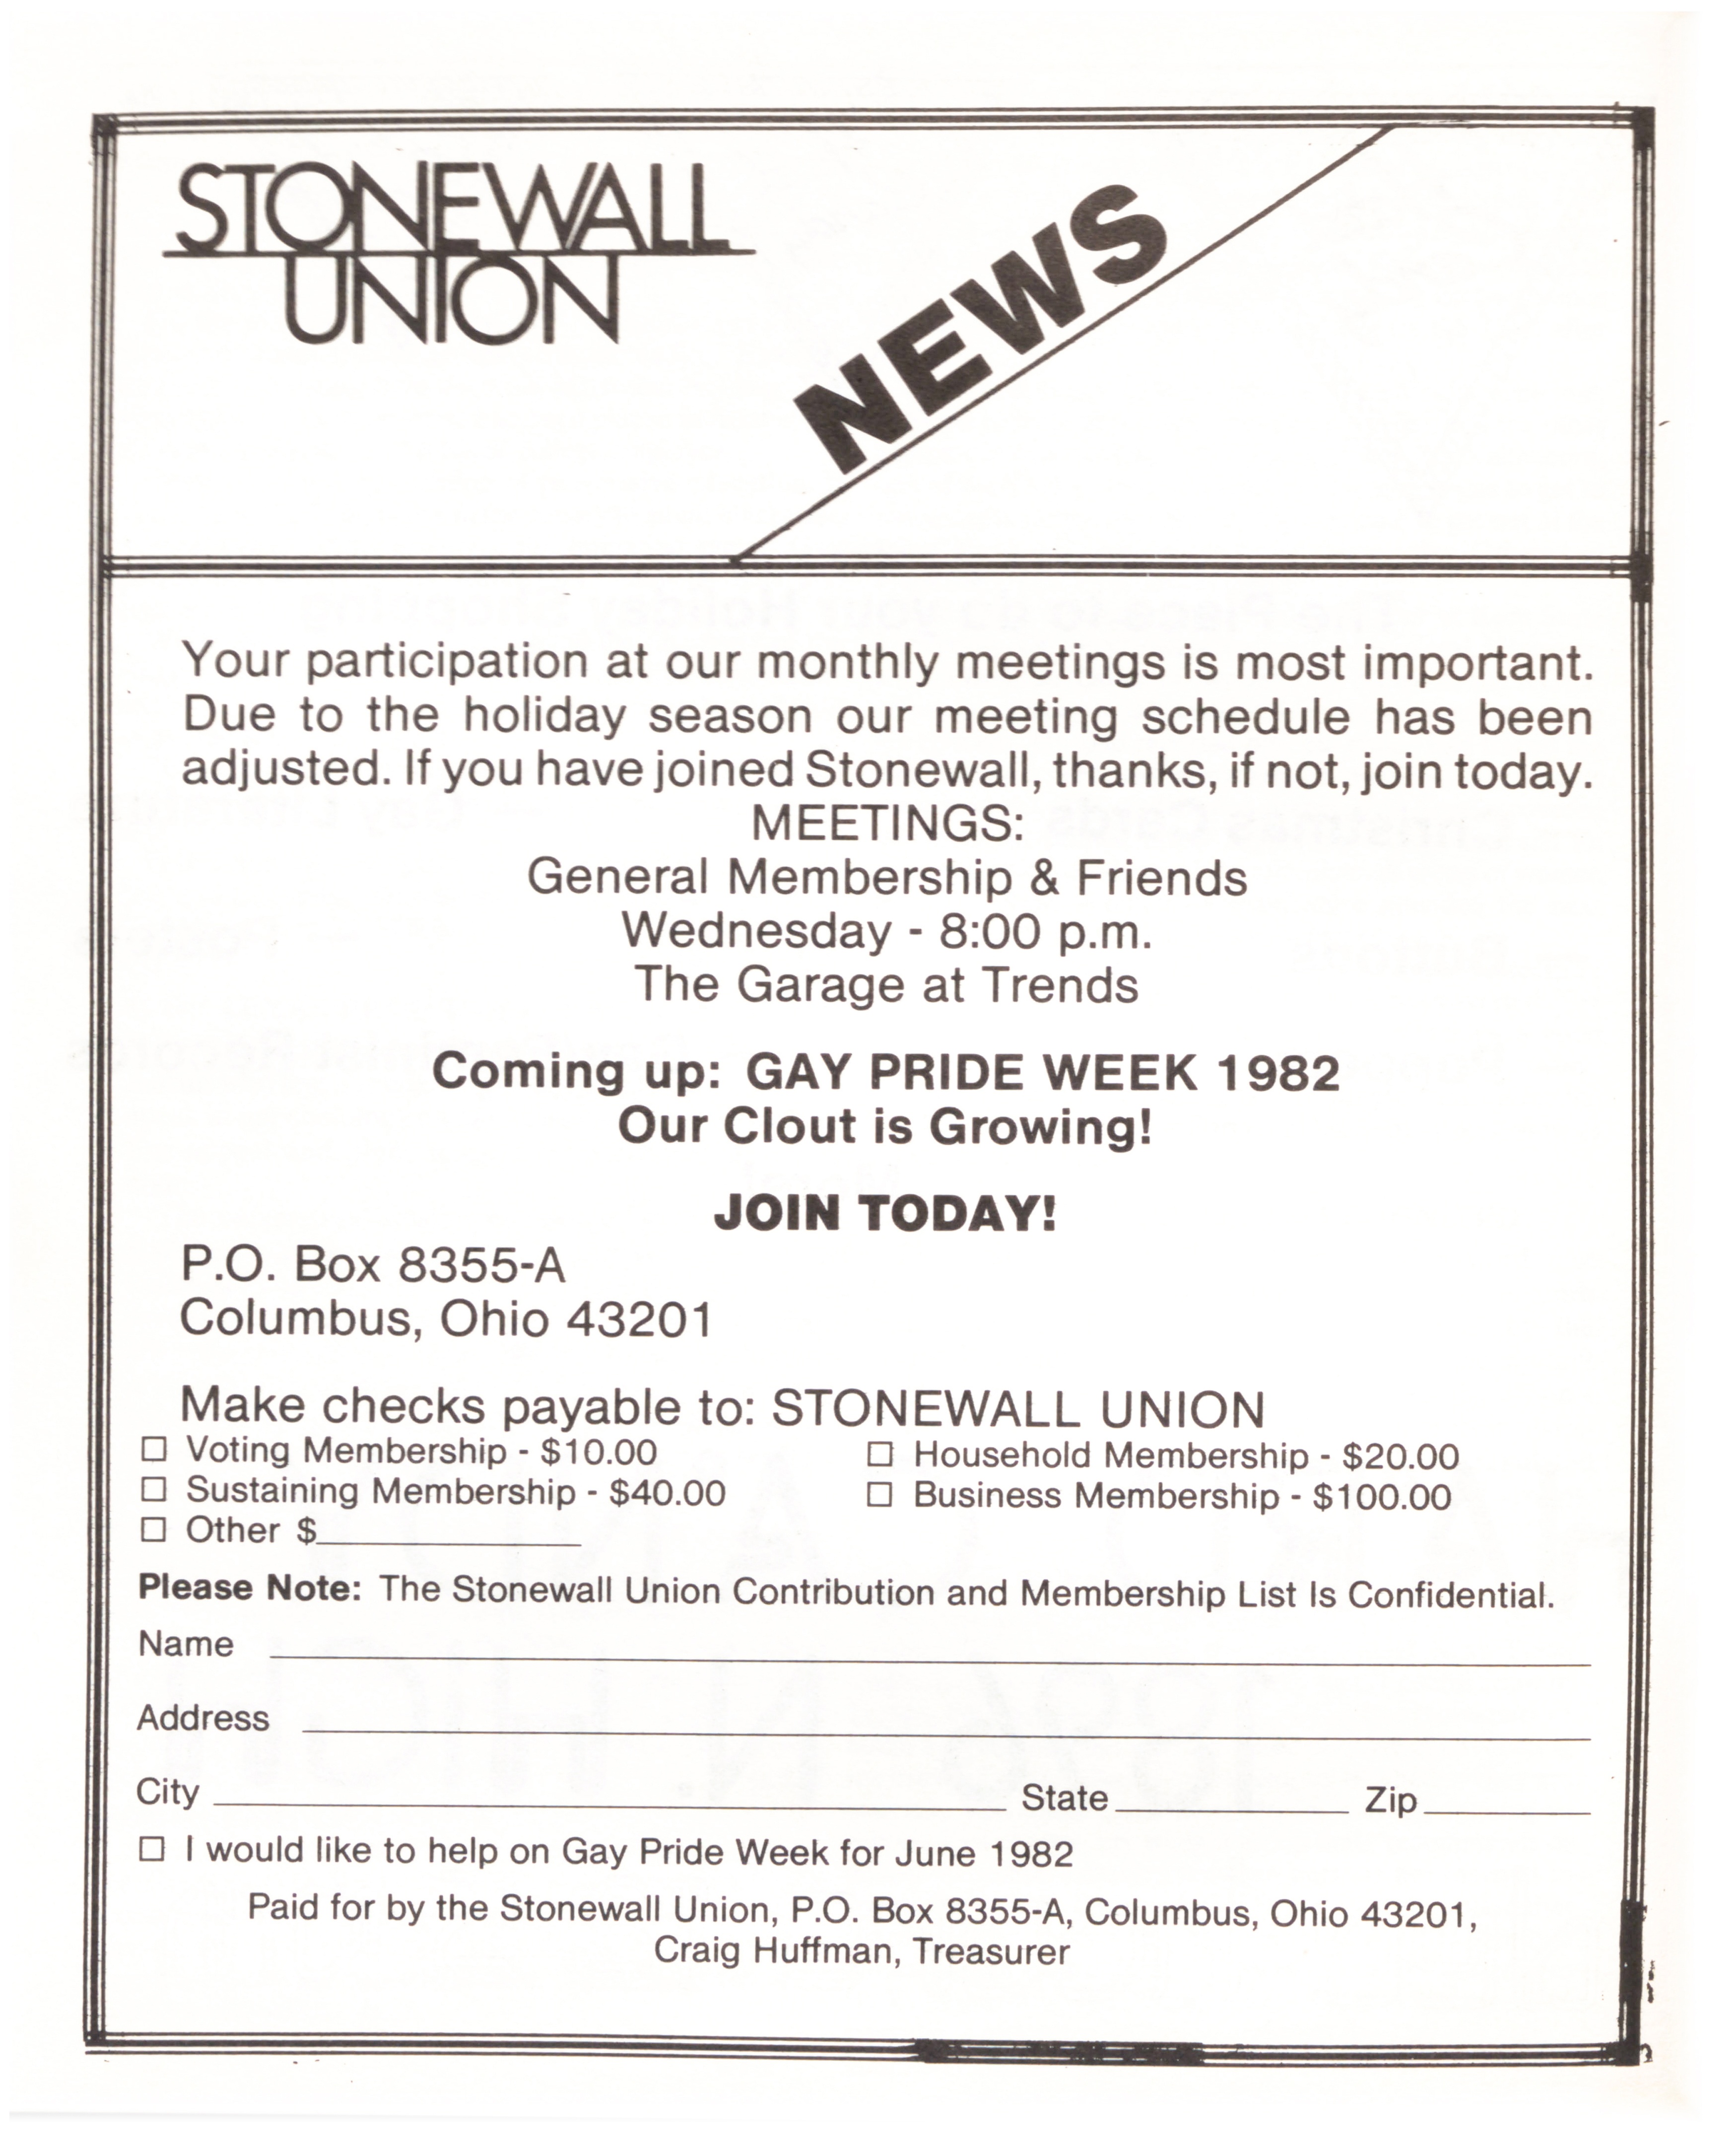 STONEWALL
UNION
NEWS
Your participation at our monthly meetings is most important.
Due to the holiday season our meeting schedule has been
adjusted. If you have joined Stonewall, thanks, if not, join today.
MEETINGS:
General Membership & Friends
Wednesday - 8:00 p.m.
The Garage at Trends
Coming up: GAY PRIDE WEEK 1982
Our Clout is Growing!
JOIN TODAY!
P.O. Box 8355-A
Columbus, Ohio 43201
Make checks payable to: STONEWALL UNION
☐ Voting Membership - $10.00 ☐ Household Membership - $20.00
☐ Sustaining Membership - $40.00 ☐ Business Membership - $100.00
☐ Other $____________
Please Note: The Stonewall Union Contribution and Membership List Is Confidential.
Name
Address
City State Zip
☐ I would like to help on Gay Pride Week for June 1982
Paid for by the Stonewall Union, P.O. Box 8355-A, Columbus, Ohio 43201,
Craig Huffman, Treasurer